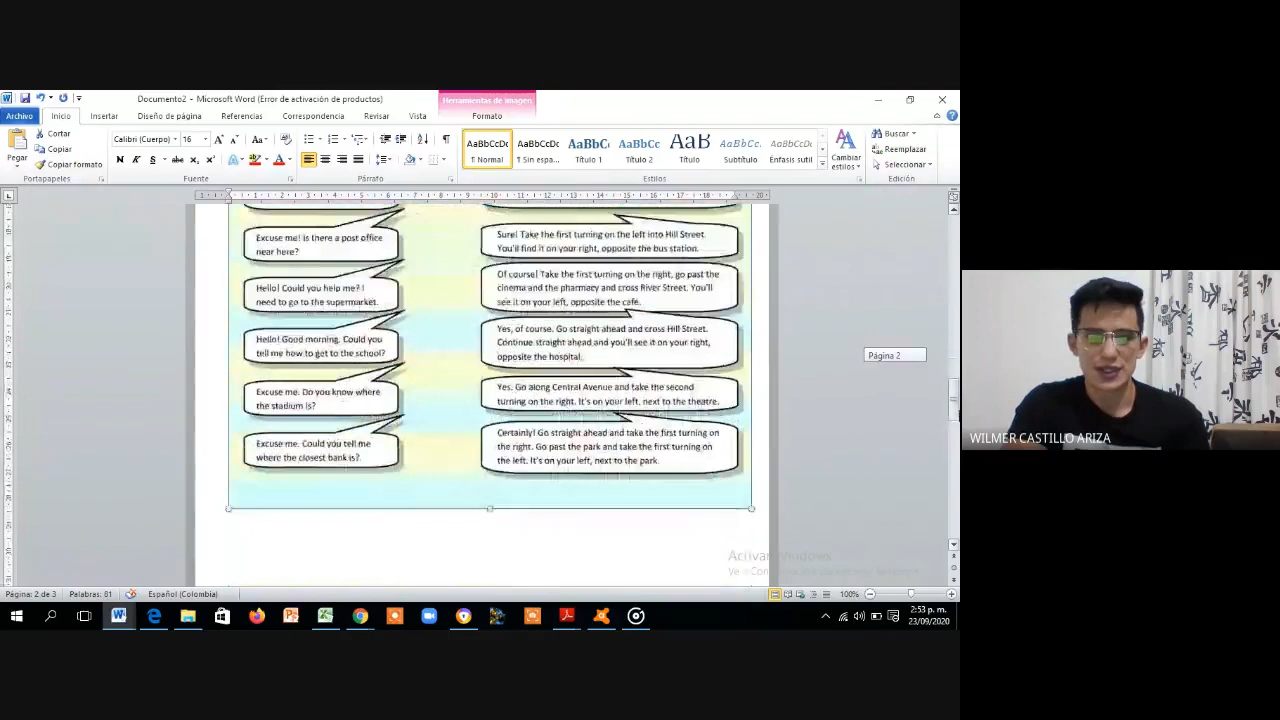 Documento2 - Microsoft Word (Error de activación de productos)
Herramientas de imagen
Archivo Inicio Insertar Diseño de página Referencias Correspondencia Revisar Vista Formato
Pegar
Cortar
Copiar
Copiar formato
Portapapeles
Calibri (Cuerpo) 16
Fuente
Párrafo
AaBbCcDc AaBbCcDc AaBbC AaBbCc AaB AaBbCc. AaBbCcDc
¶ Normal ¶ Sin espa... Título 1 Título 2 Título Subtítulo Énfasis sutil
Estilos
Cambiar
estilos
Buscar
Reemplazar
Seleccionar
Edición
Excuse me! Is there a post office
near here?
Sure! Take the first turning on the left into Hill Street.
You'll find it on your right, opposite the bus station.
Hello! Could you help me? I
need to go to the supermarket.
Of course! Take the first turning on the right, go past the
cinema and the pharmacy and cross River Street. You'll
see it on your left, opposite the café.
Hello! Good morning. Could you
tell me how to get to the school?
Yes, of course. Go straight ahead and cross Hill Street.
Continue straight ahead and you'll see it on your right,
opposite the hospital.
Excuse me. Do you know where
the stadium is?
Yes. Go along Central Avenue and take the second
turning on the right. It's on your left, next to the theatre.
Excuse me. Could you tell me
where the closest bank is?
Certainly! Go straight ahead and take the first turning on
the right. Go past the park and take the first turning on
the left. It's on your left, next to the park.
Página 2
WILMER CASTILLO ARIZA
Activar Windows
Página: 2 de 3 Palabras: 81 Español (Colombia) 100%
2:53 p. m.
23/09/2020